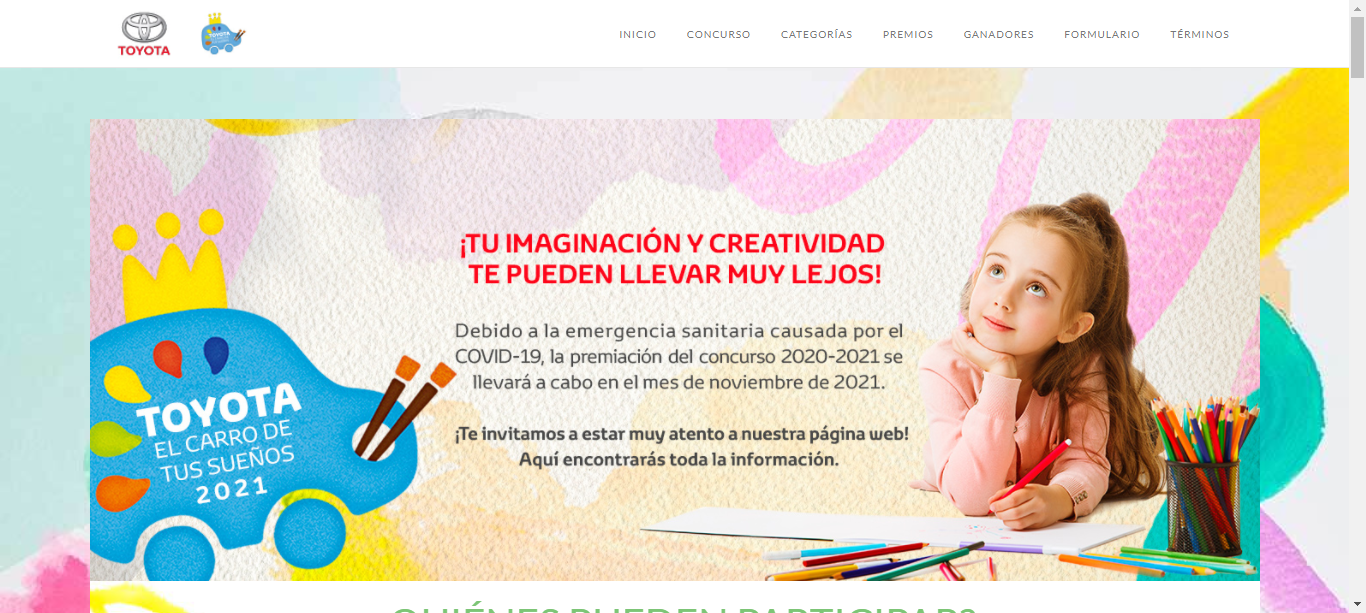 TOYOTA
INICIO
CONCURSO
CATEGORÍAS
PREMIOS
GANADORES
FORMULARIO
TÉRMINOS
¡TU IMAGINACIÓN Y CREATIVIDAD
TE PUEDEN LLEVAR MUY LEJOS!
Debido a la emergencia sanitaria causada por el
COVID-19, la premiación del concurso 2020-2021 se
llevará a cabo en el mes de noviembre de 2021.
¡Te invitamos a estar muy atento a nuestra página web!
Aquí encontrarás toda la información.
TOYOTA
EL CARRO DE
TUS SUEÑOS
2021
QUIÉNES PUEDEN PARTICIPAR?